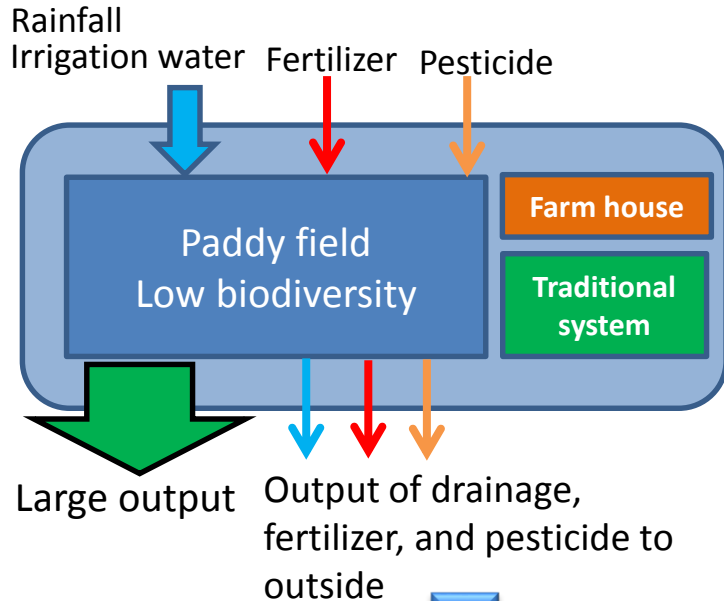 Rainfall
Irrigation water
Fertilizer
Pesticide
Paddy field
Low biodiversity
Farm house
Traditional
system
Large output
Output of drainage,
fertilizer, and pesticide to
outside